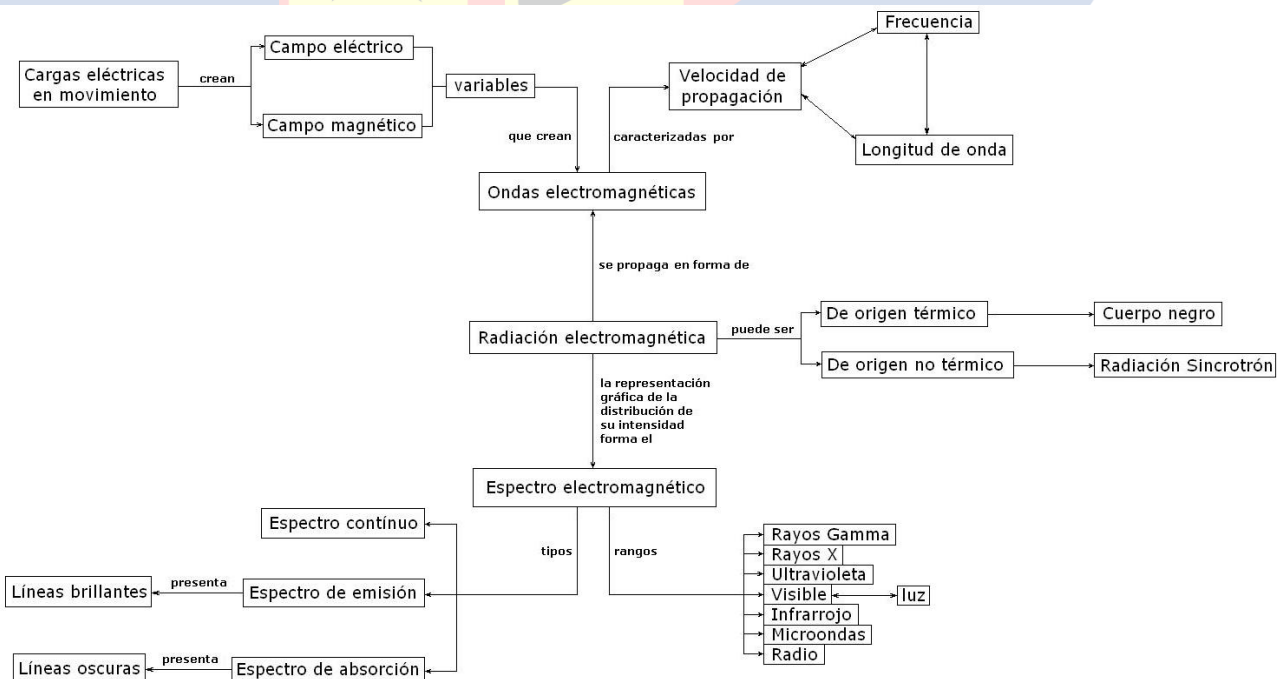 Frecuencia
Campo eléctrico
Cargas eléctricas
en movimiento
crean
Campo magnético
variables
Velocidad de
propagación
Longitud de onda
que crean
caracterizadas por
Ondas electromagnéticas
se propaga en forma de
Radiación electromagnética
puede ser
De origen térmico
Cuerpo negro
De origen no térmico
Radiación Sincrotrón
la representación
gráfica de la
distribución de
su intensidad
forma el
Espectro electromagnético
tipos
rangos
Espectro contínuo
Espectro de emisión
presenta
Líneas brillantes
Espectro de absorción
presenta
Líneas oscuras
Rayos Gamma
Rayos X
Ultravioleta
Visible
luz
Infrarrojo
Microondas
Radio